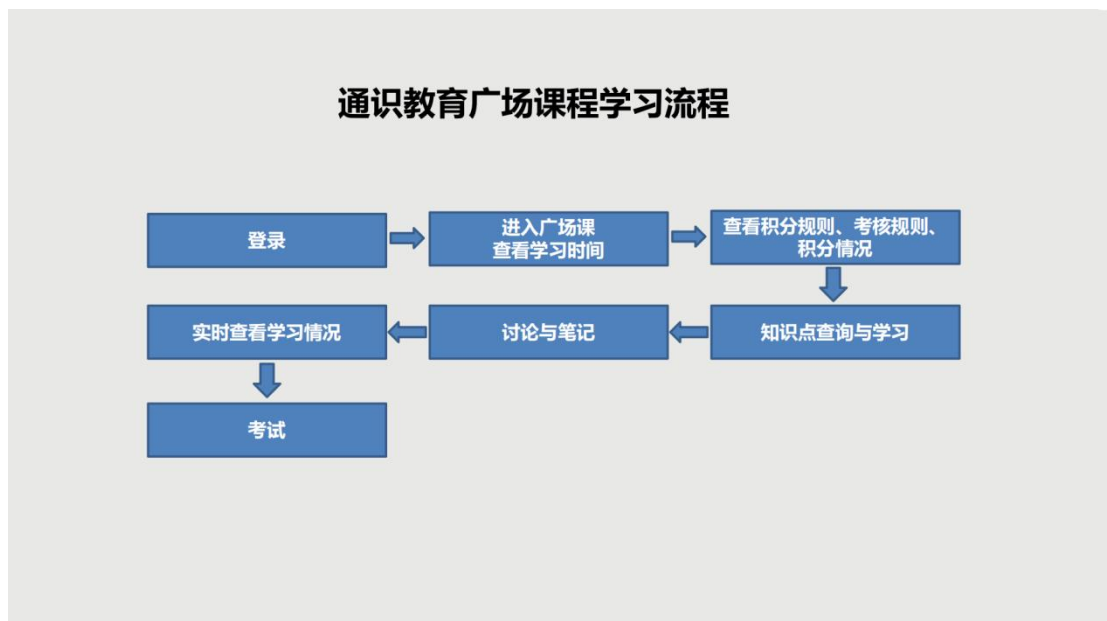 通识教育广场课程学习流程
登录
进入广场课
查看学习时间
查看积分规则、考核规则、
积分情况
知识点查询与学习
讨论与笔记
实时查看学习情况
考试